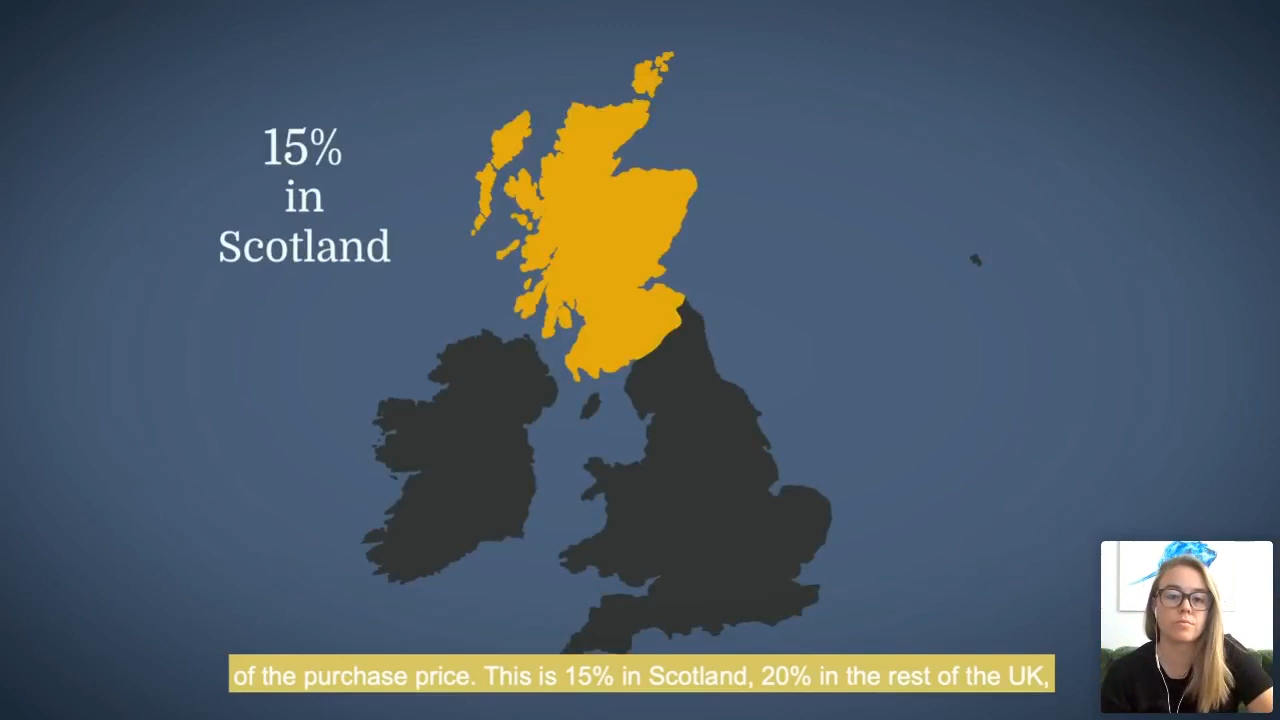 15%
in
Scotland
of the purchase price. This is 15% in Scotland, 20% in the rest of the UK,